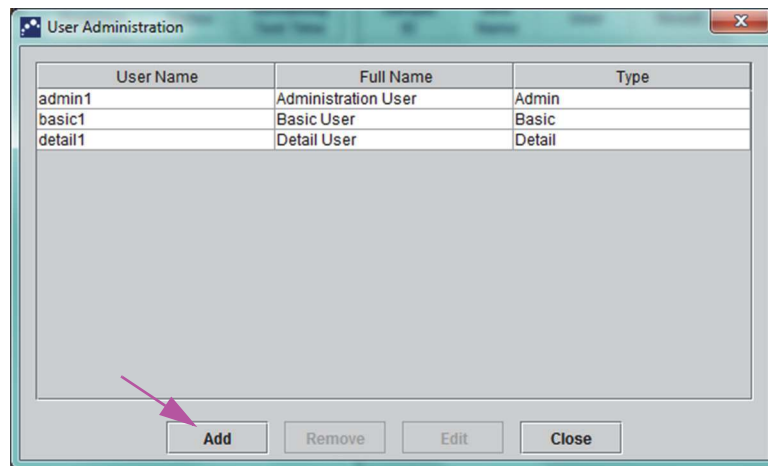 User Administration
User Name Full Name Type
admin1 Administration User Admin
basic1 Basic User Basic
detail1 Detail User Detail
Add Remove Edit Close